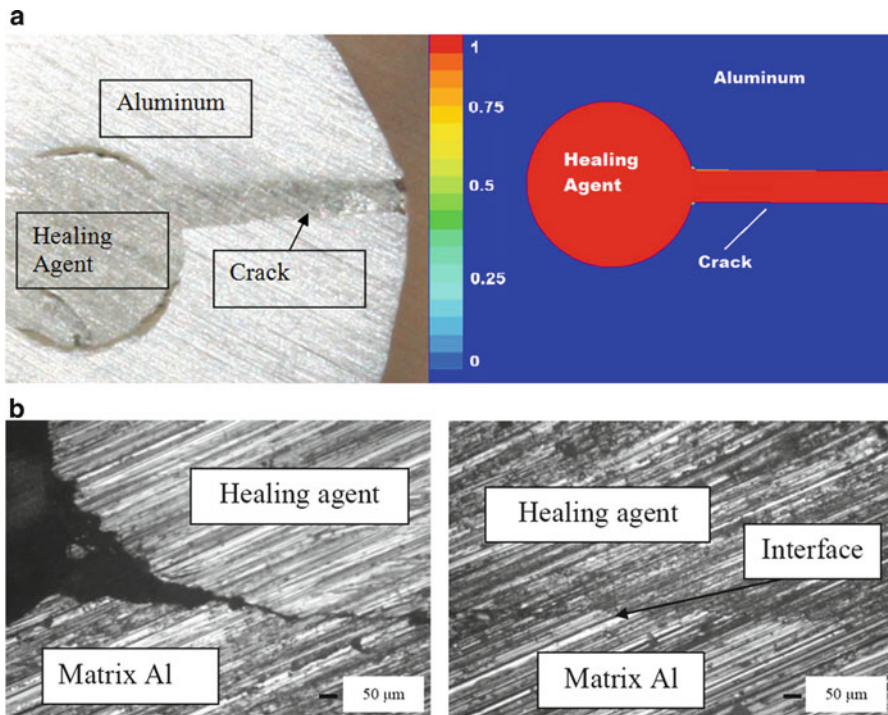 a
Aluminum
Healing
Agent
Crack
1
0.75
0.5
0.25
0
Aluminum
Healing
Agent
Crack
b
Healing agent
Matrix Al
50 μm
Healing agent
Interface
Matrix Al
50 μm